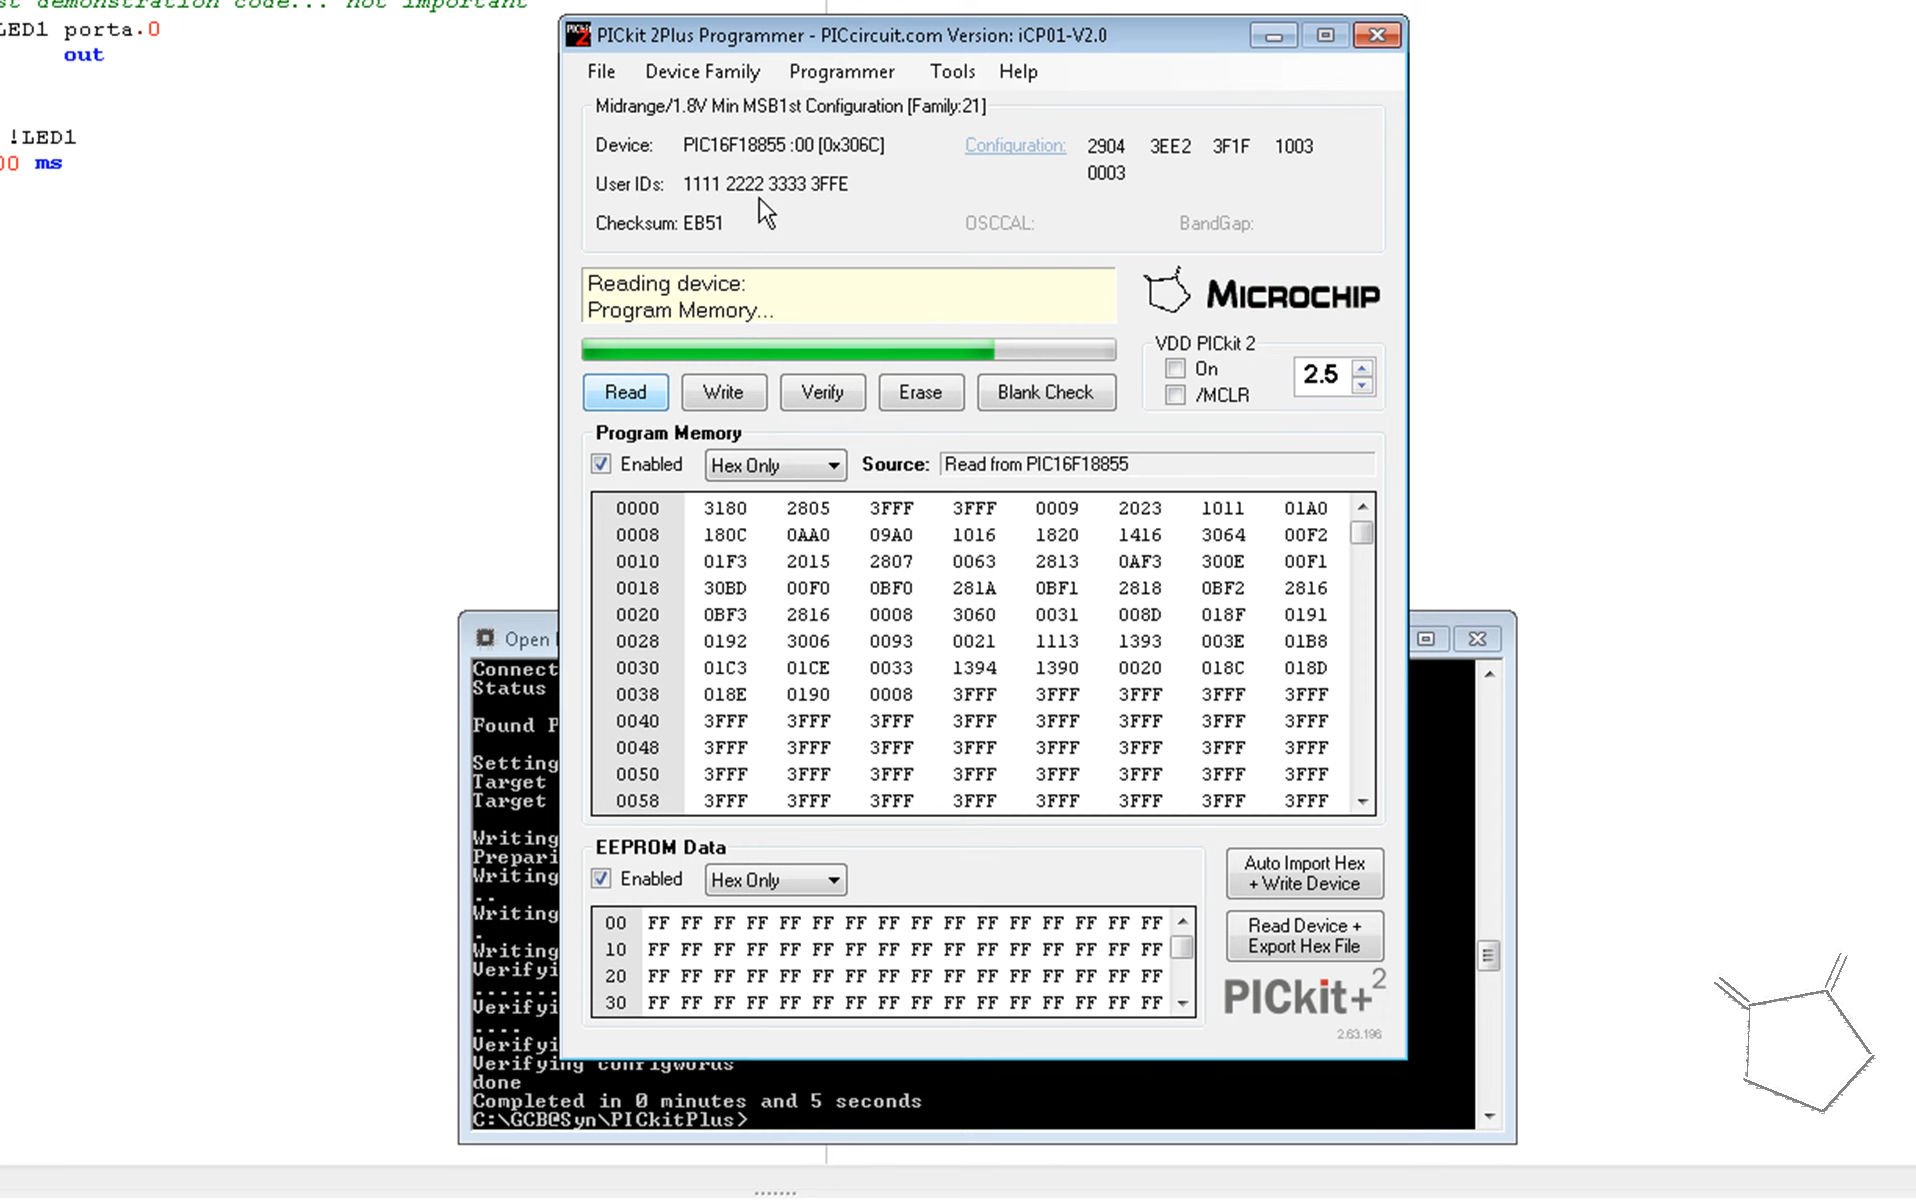 st demonstration code... not important
LED1 porta.0
out
!LED1
00 ms
PICkit 2Plus Programmer - PICcircuit.com Version: iCP01-V2.0
File Device Family Programmer Tools Help
Midrange/1.8V Min MSB1st Configuration [Family:21]
Device: PIC16F18855 :00 [0x306C] Configuration: 2904 3EE2 3F1F 1003
0003
User IDs: 1111 2222 3333 3FFE
Checksum: EB51 OSCCAL: BandGap:
Reading device:
Program Memory...
MICROCHIP
VDD PICkit 2
On
/MCLR
2.5
Read Write Verify Erase Blank Check
Program Memory
Enabled Hex Only Source: Read from PIC16F18855
0000 3180 2805 3FFF 3FFF 0009 2023 1011 01A0
0008 180C 0AA0 09A0 1016 1820 1416 3064 00F2
0010 01F3 2015 2807 0063 2813 0AF3 300E 00F1
0018 30BD 00F0 0BF0 281A 0BF1 2818 0BF2 2816
0020 0BF3 2816 0008 3060 0031 008D 018F 0191
0028 0192 3006 0093 0021 1113 1393 003E 01B8
0030 01C3 01CE 0033 1394 1390 0020 018C 018D
0038 018E 0190 0008 3FFF 3FFF 3FFF 3FFF 3FFF
0040 3FFF 3FFF 3FFF 3FFF 3FFF 3FFF 3FFF 3FFF
0048 3FFF 3FFF 3FFF 3FFF 3FFF 3FFF 3FFF 3FFF
0050 3FFF 3FFF 3FFF 3FFF 3FFF 3FFF 3FFF 3FFF
0058 3FFF 3FFF 3FFF 3FFF 3FFF 3FFF 3FFF 3FFF
EEPROM Data
Enabled Hex Only
00 FF FF FF FF FF FF FF FF FF FF FF FF FF FF FF FF
10 FF FF FF FF FF FF FF FF FF FF FF FF FF FF FF FF
20 FF FF FF FF FF FF FF FF FF FF FF FF FF FF FF FF
30 FF FF FF FF FF FF FF FF FF FF FF FF FF FF FF FF
Auto Import Hex
+ Write Device
Read Device +
Export Hex File
PICkit+2
2.63.196
Open
Connect
Status
Found P
Setting
Target
Target
Writing
Prepari
Writing
..
Writing
.
Writing
Verifyi
.......
Verifyi
....
Verifyi
Verifying configwords
done
Completed in 0 minutes and 5 seconds
C:\GCB@Syn\PICkitPlus>